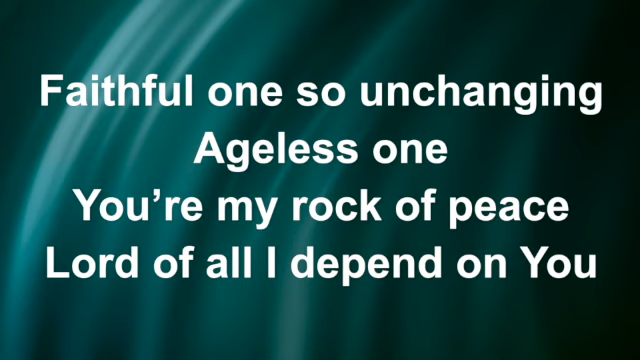 Faithful one so unchanging
Ageless one
You’re my rock of peace
Lord of all I depend on You